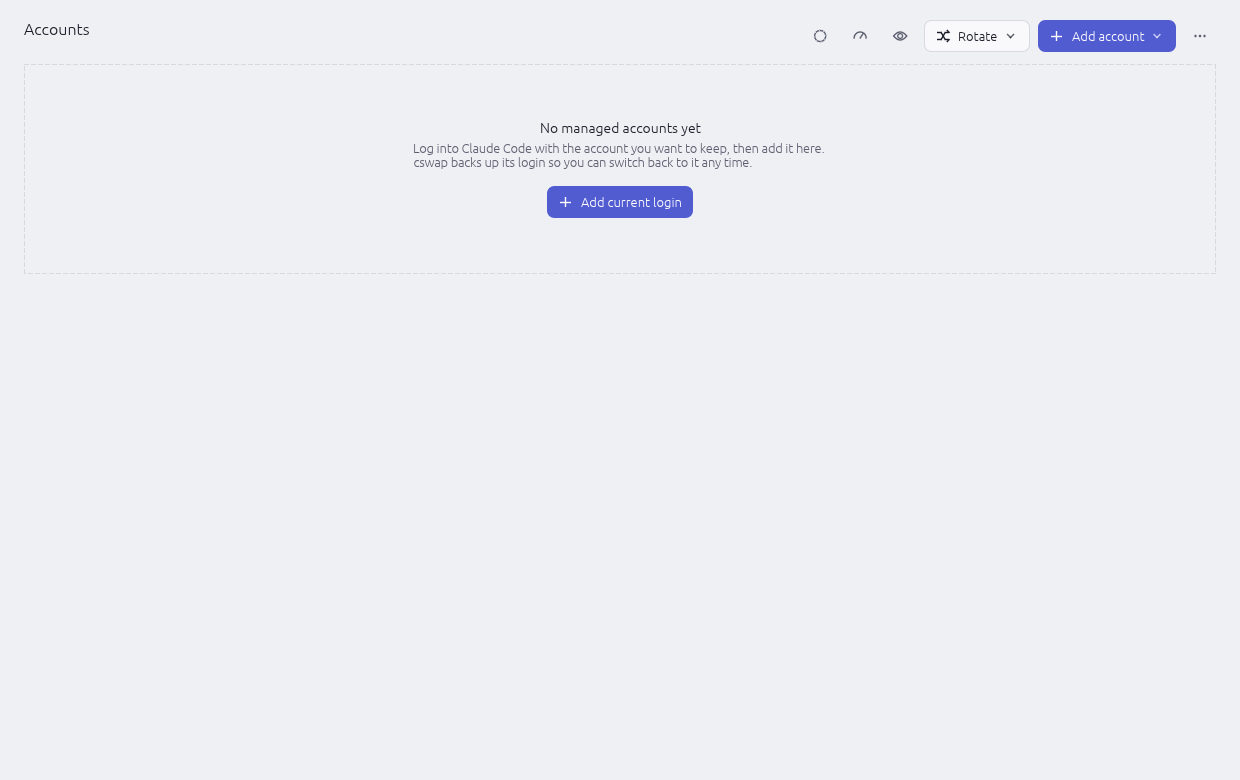 Accounts
Rotate
Add account
No managed accounts yet
Log into Claude Code with the account you want to keep, then add it here.
cswap backs up its login so you can switch back to it any time.
Add current login